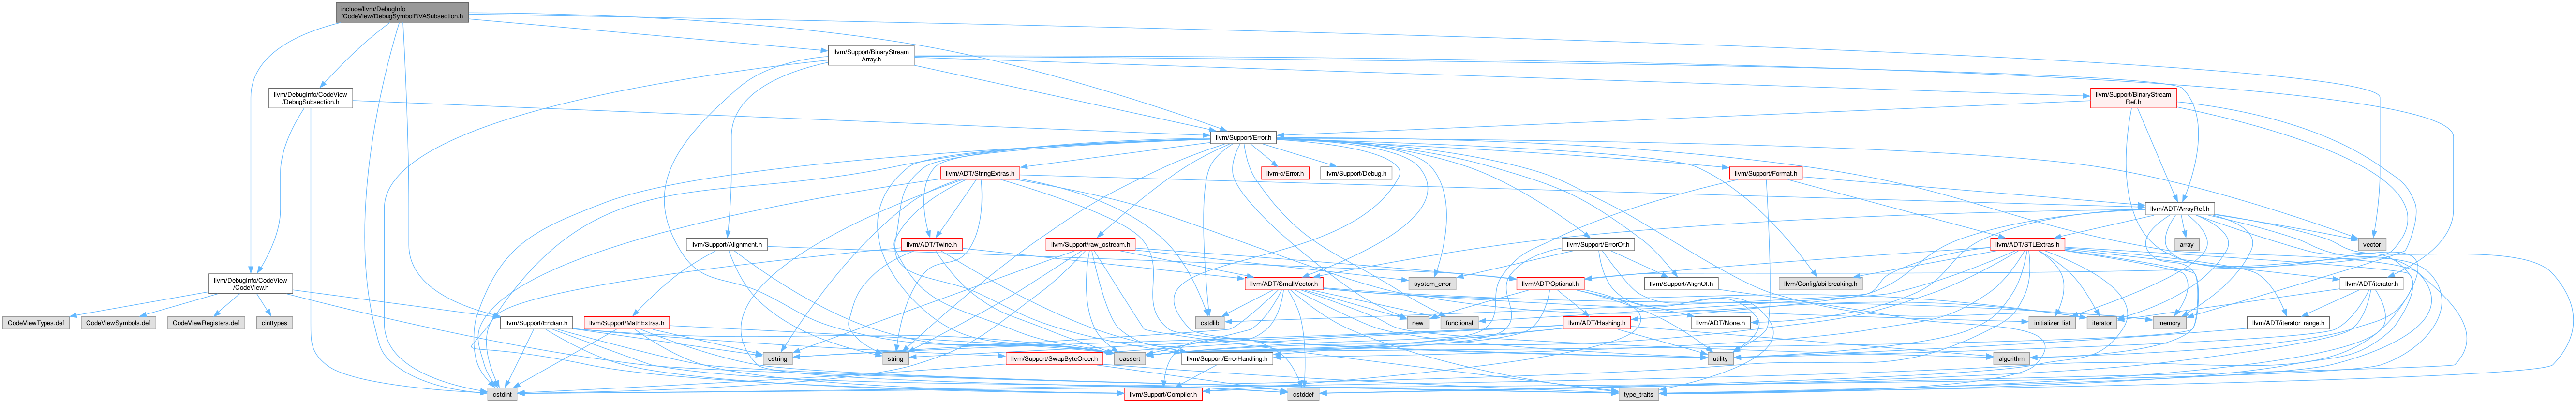 include/llvm/DebugInfo
/CodeView/DebugSymbolRVASubsection.h
llvm/Support/BinaryStream
Array.h
llvm/DebugInfo/CodeView
/DebugSubsection.h
llvm/Support/BinaryStream
Ref.h
llvm/Support/Error.h
llvm/ADT/StringExtras.h
llvm-c/Error.h
llvm/Support/Debug.h
llvm/Support/Format.h
llvm/ADT/ArrayRef.h
llvm/Support/Alignment.h
llvm/ADT/Twine.h
llvm/Support/raw_ostream.h
llvm/Support/ErrorOr.h
llvm/ADT/STLExtras.h
array
vector
llvm/DebugInfo/CodeView
/CodeView.h
llvm/ADT/SmallVector.h
system_error
llvm/ADT/Optional.h
llvm/Support/AlignOf.h
llvm/Config/abi-breaking.h
llvm/ADT/iterator.h
CodeViewTypes.def
CodeViewSymbols.def
CodeViewRegisters.def
cinttypes
llvm/Support/Endian.h
llvm/Support/MathExtras.h
cstdlib
new
functional
llvm/ADT/Hashing.h
llvm/ADT/None.h
initializer_list
iterator
memory
llvm/ADT/iterator_range.h
cstring
string
llvm/Support/SwapByteOrder.h
cassert
llvm/Support/ErrorHandling.h
utility
algorithm
cstdint
llvm/Support/Compiler.h
cstddef
type_traits